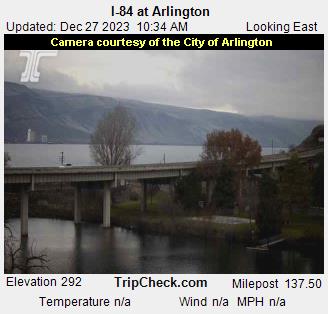 I-84 at Arlington
Updated: Dec 27 2023 10:34 AM Looking East
Camera courtesy of the City of Arlington
Elevation 292 TripCheck.com Milepost 137.50
Temperature n/a Wind n/a MPH n/a